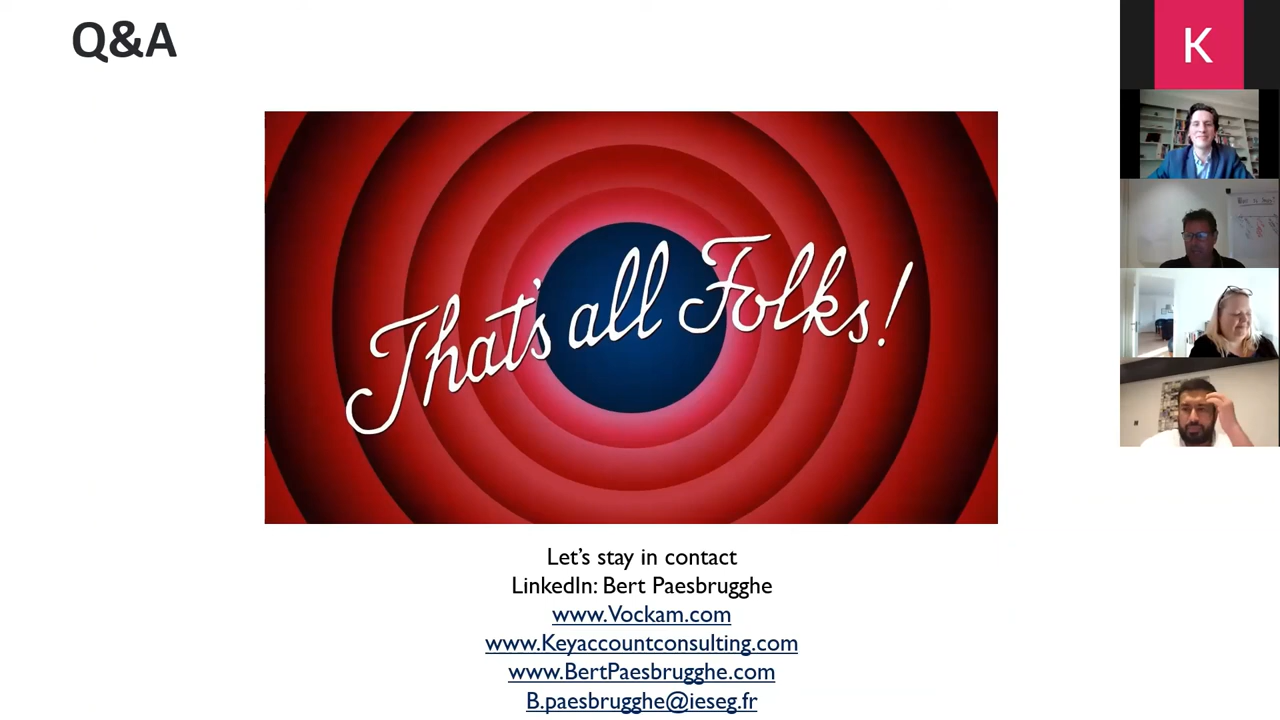 Q&A
K
That's all Folks!
Let's stay in contact
LinkedIn: Bert Paesbrugghe
www.Vockam.com
www.Keyaccountconsulting.com
www.BertPaesbrugghe.com
B.paesbrugghe@ieseg.fr